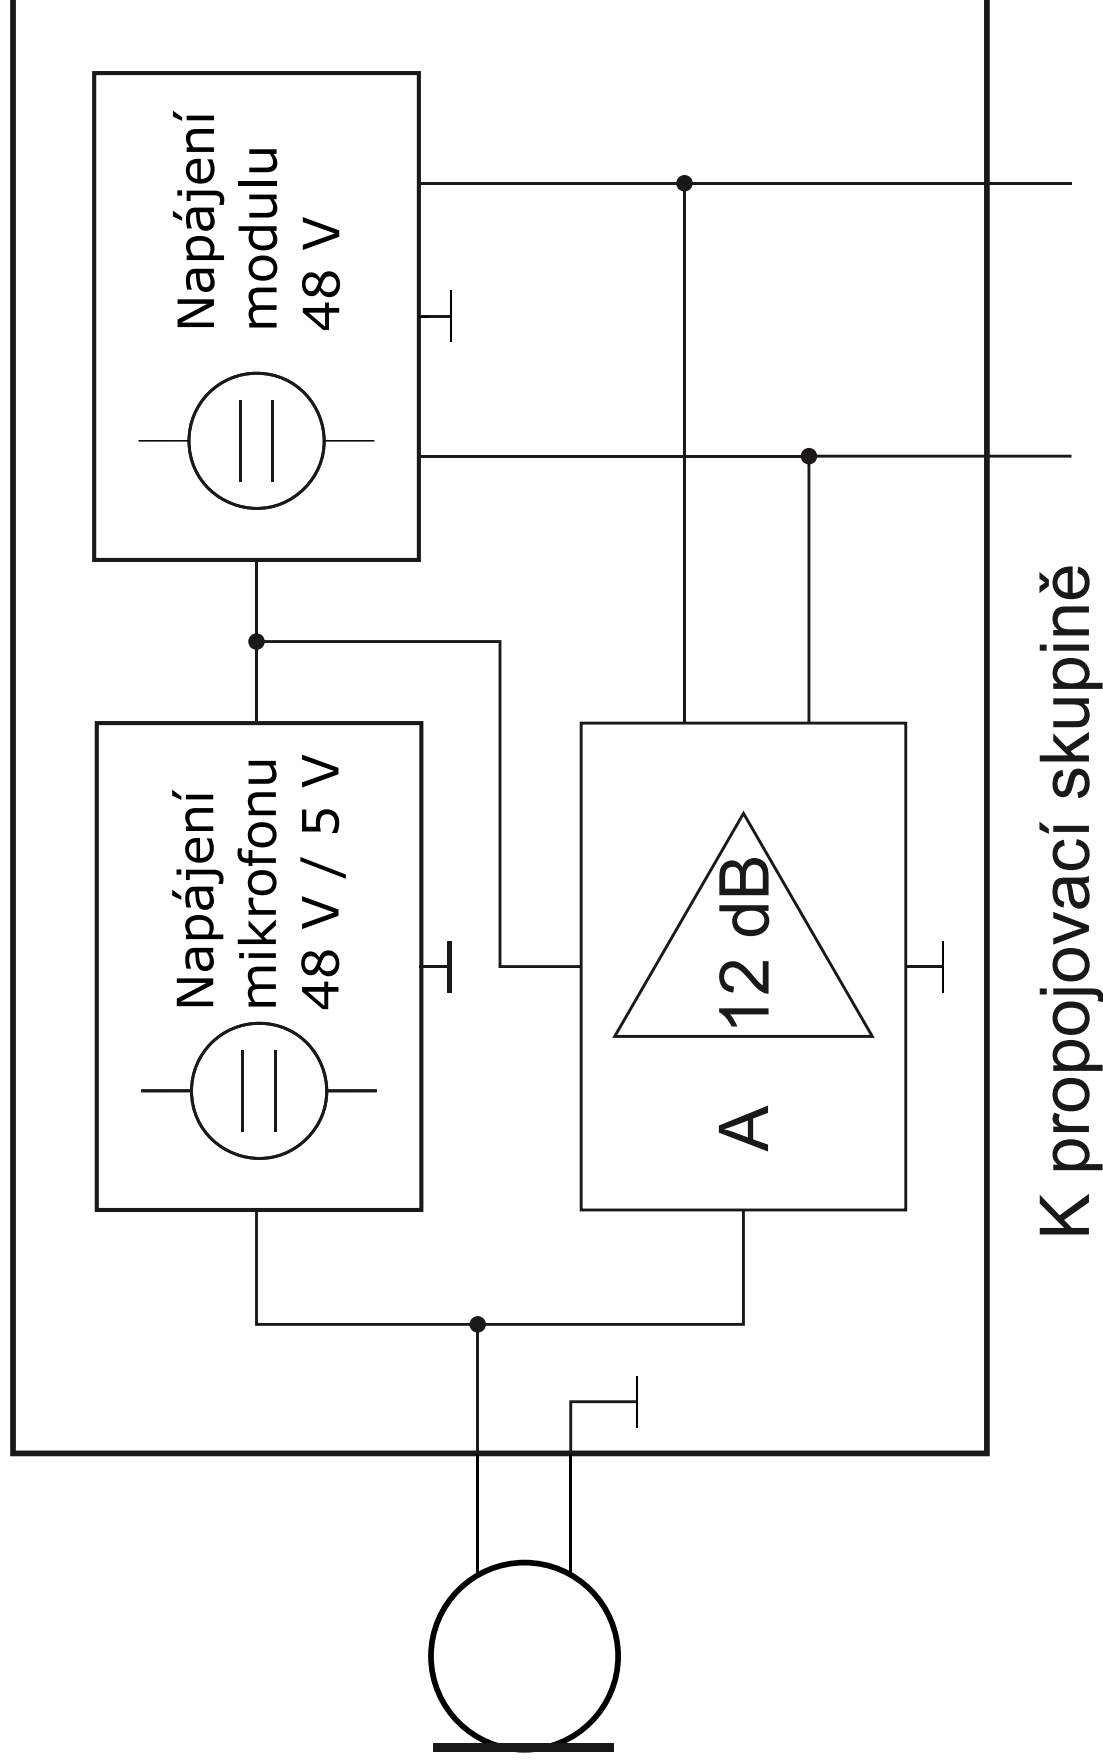 Napájení
mikrofonu
48 V / 5 V
Napájení
modulu
48 V
A
12 dB
K propojovací skupině